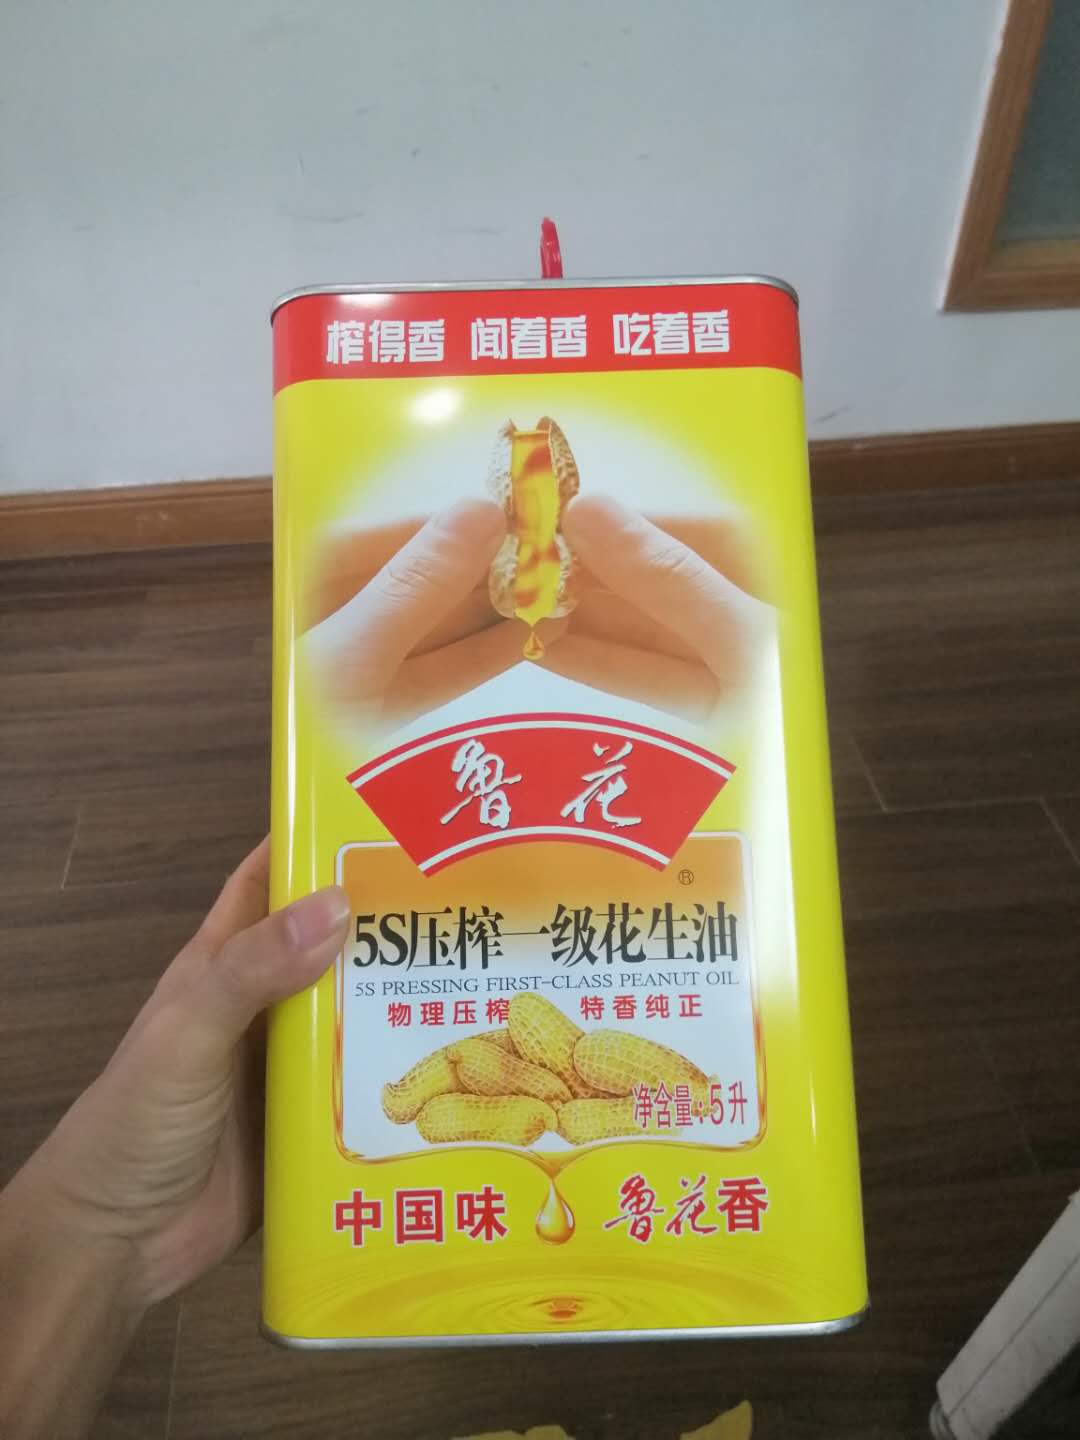 榨得香 闻着香 吃着香
鲁花
®
5S压榨一级花生油
5S PRESSING FIRST-CLASS PEANUT OIL
物理压榨 特香纯正
净含量:5升
中国味 鲁花香